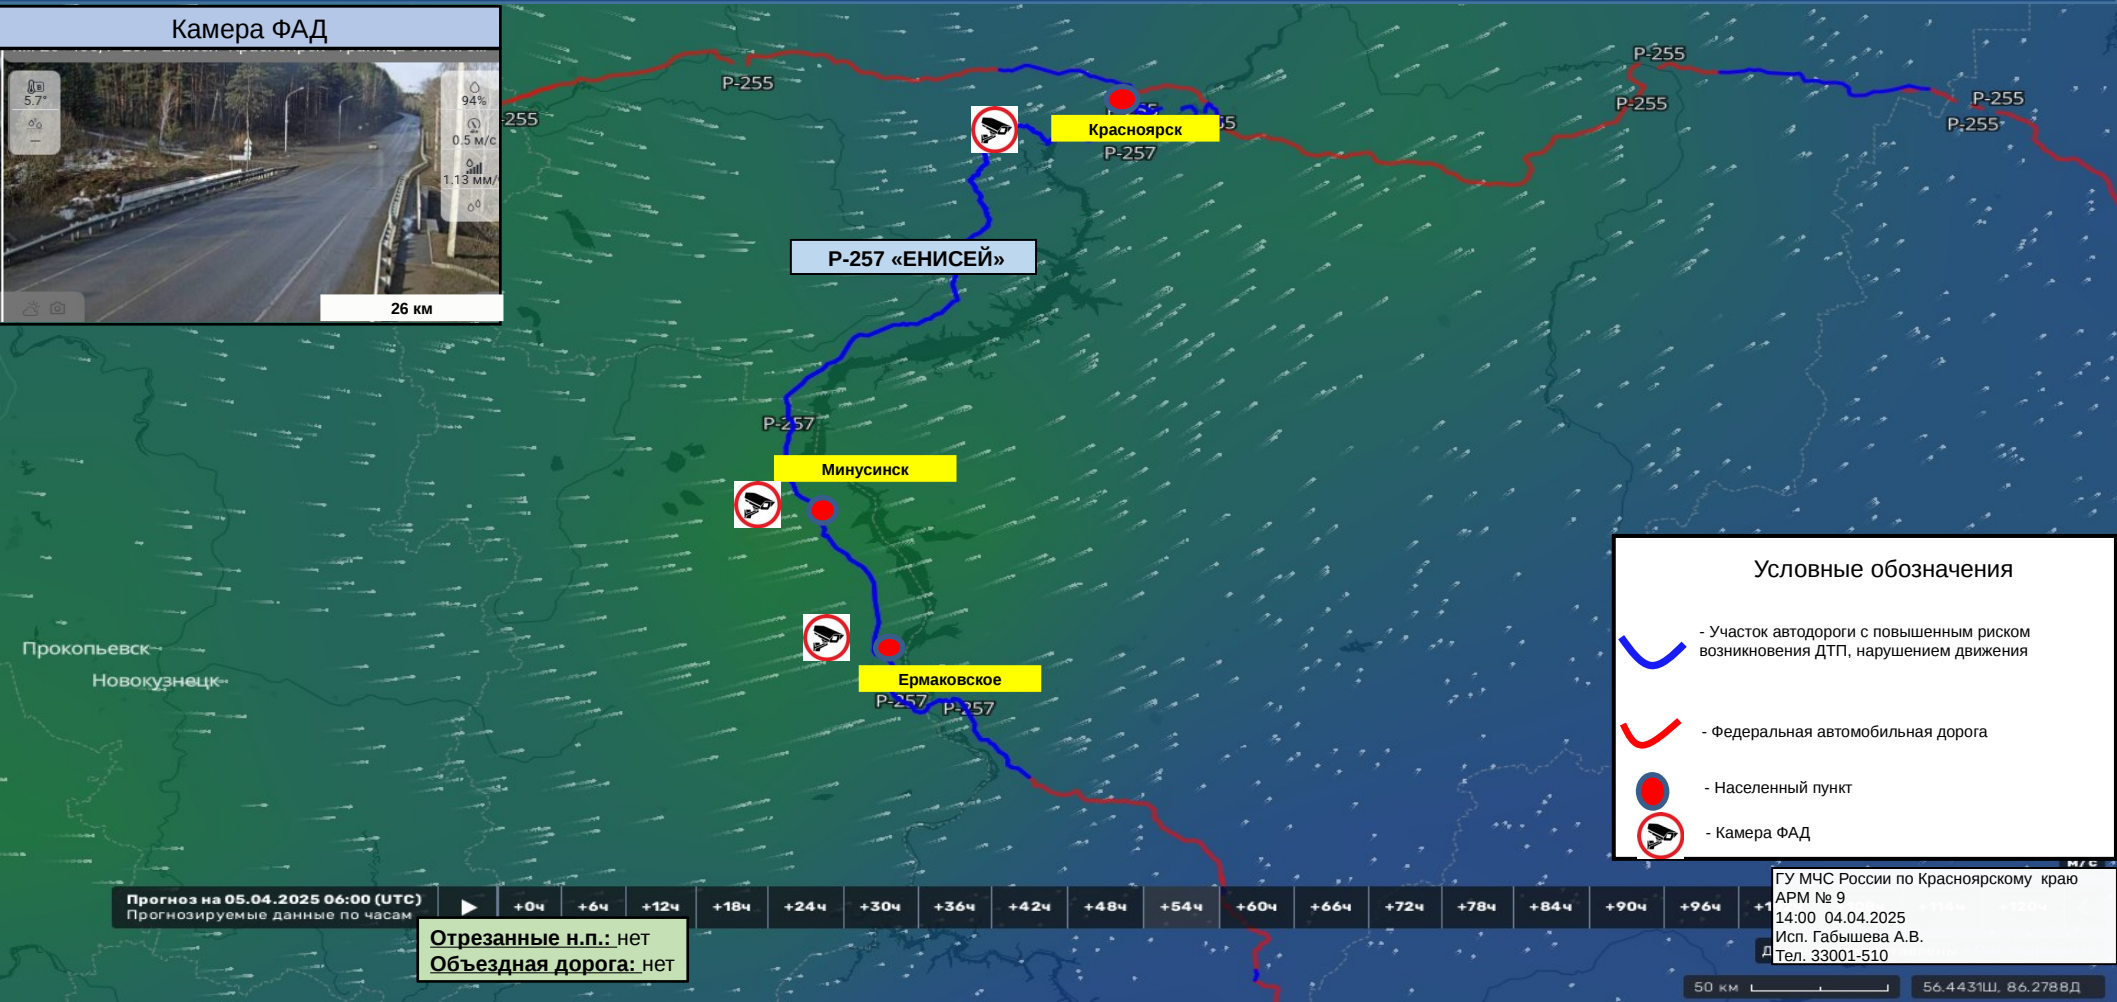 Камера ФАД
5.7°
—
94%
0.5 м/с
1.13 мм/
26 км
Р-255
Р-255
Р-255
Р-255
Р-255
255
55
Красноярск
Р-257
Р-257 «ЕНИСЕЙ»
Р-257
Минусинск
Прокопьевск
Новокузнецк
Ермаковское
Р-257
Р-257
Условные обозначения
- Участок автодороги с повышенным риском
возникновения ДТП, нарушением движения
- Федеральная автомобильная дорога
- Населенный пункт
- Камера ФАД
м/с
Прогноз на 05.04.2025 06:00 (UTC)
Прогнозируемые данные по часам
+0ч +6ч +12ч +18ч +24ч +30ч +36ч +42ч +48ч +54ч +60ч +66ч +72ч +78ч +84ч +90ч +96ч +1
ГУ МЧС России по Красноярскому краю
АРМ № 9
14:00 04.04.2025
Исп. Габышева А.В.
Тел. 33001-510
Отрезанные н.п.: нет
Объездная дорога: нет
50 км
56.4431Ш, 86.2788Д